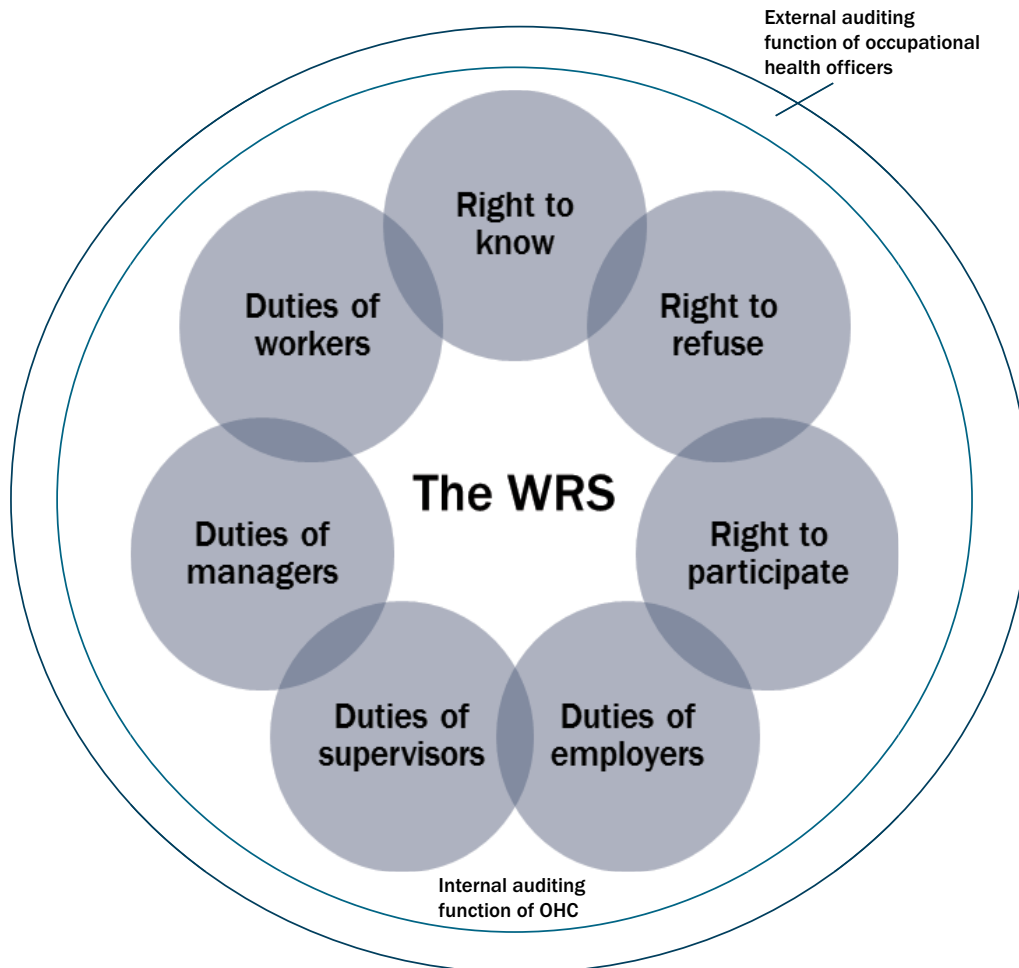 External auditing
function of occupational
health officers
Right to
know
Duties of
workers
Right to
refuse
The WRS
Duties of
managers
Right to
participate
Duties of
supervisors
Duties of
employers
Internal auditing
function of OHC